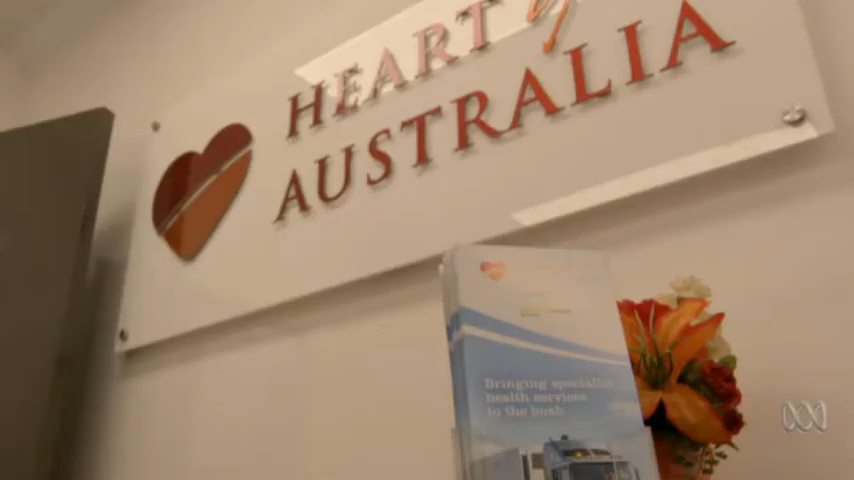 HEART of
AUSTRALIA
Bringing specialist
health services
to the bush